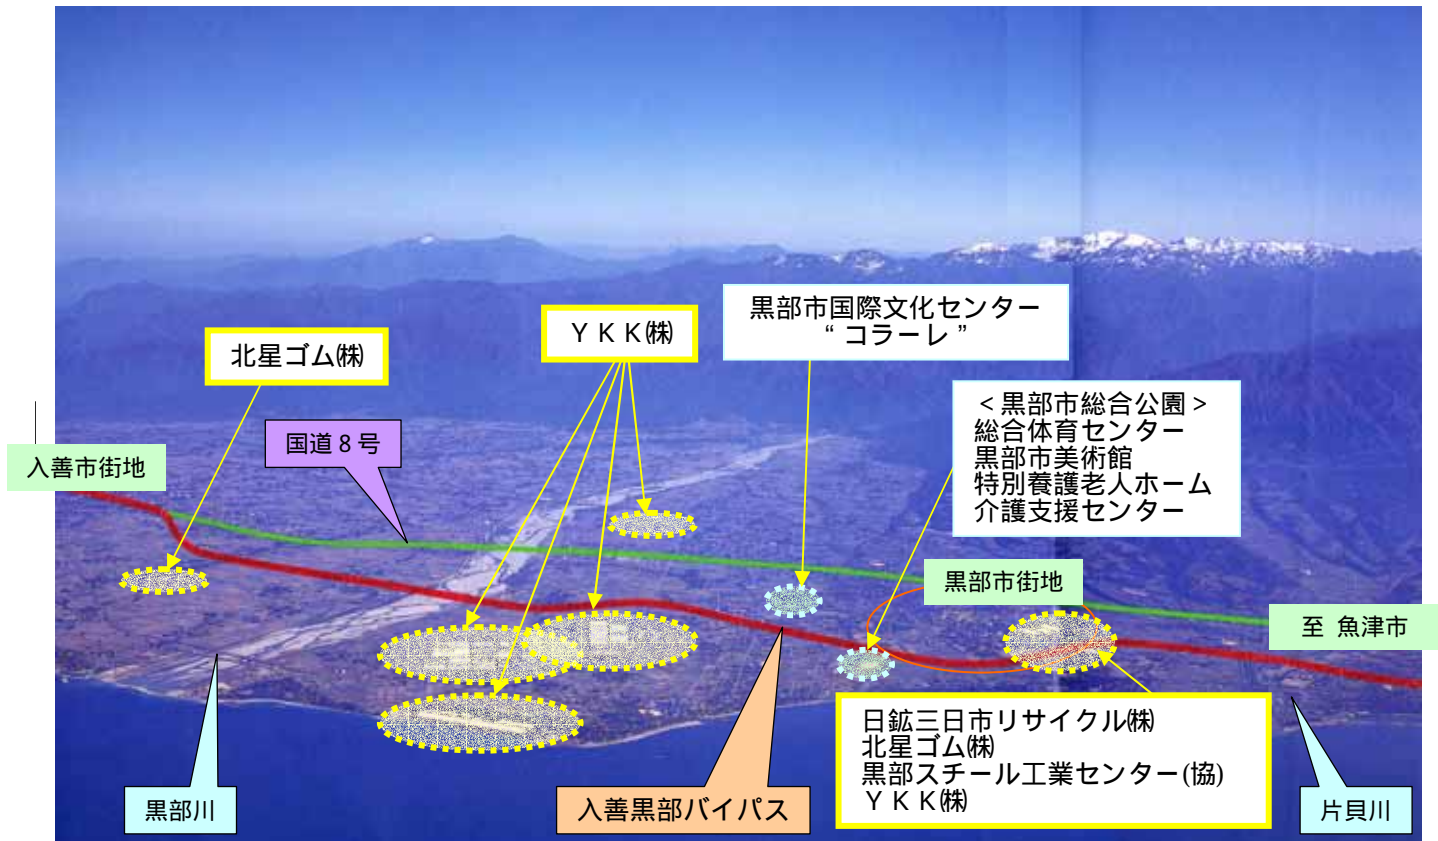 黒部市国際文化センター
“コラーレ”
ＹＫＫ㈱
北星ゴム㈱
＜黒部市総合公園＞
総合体育センター
黒部市美術館
特別養護老人ホーム
介護支援センター
国道８号
入善市街地
黒部市街地
至 魚津市
日鉱三日市リサイクル㈱
北星ゴム㈱
黒部スチール工業センター(協)
ＹＫＫ㈱
黒部川
入善黒部バイパス
片貝川